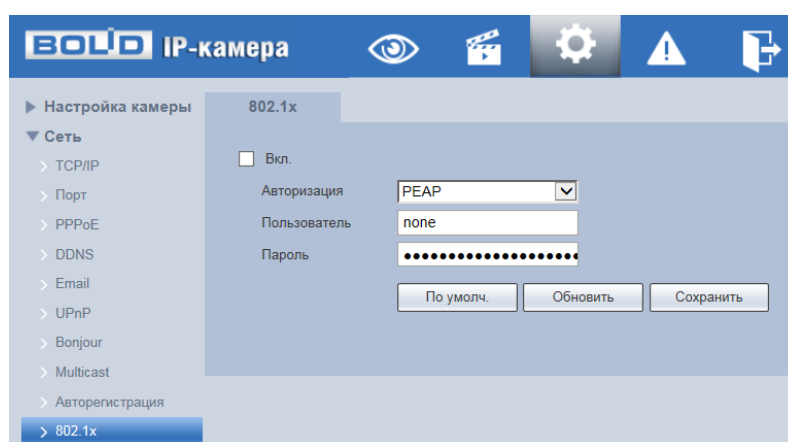 BOLID IP-камера
Настройка камеры
802.1x
Сеть
TCP/IP
Вкл.
Порт
Авторизация PEAP
PPPoE
Пользователь none
DDNS
Пароль ●●●●●●●●●●●●●●●●●●●●
Email
По умолч. Обновить Сохранить
UPnP
Bonjour
Multicast
Авторегистрация
802.1x